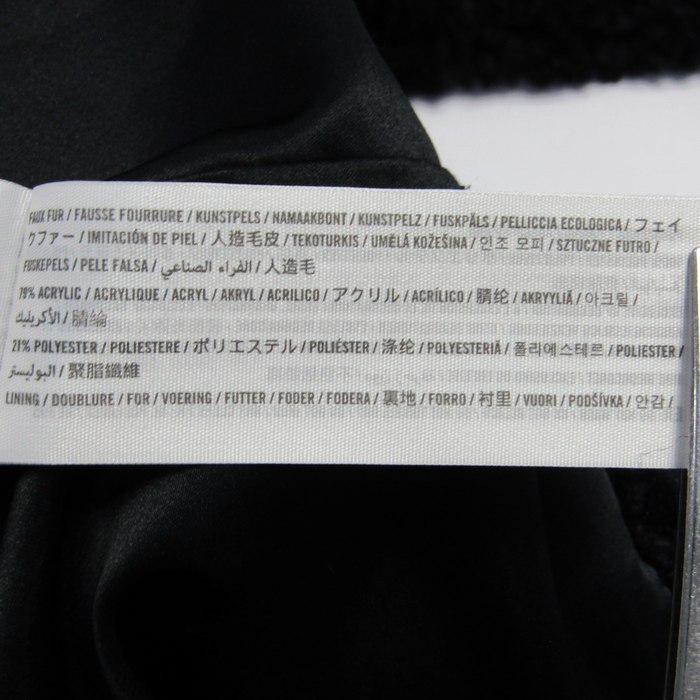 FAUX FUR / FAUSSE FOURRURE / KUNSTPELS / NAMAAKBONT / KUNSTPELZ / FUSKPÄLS / PELLICCIA ECOLOGICA / フェイ
クファー / IMITACIÓN DE PIEL / 人造毛皮 / TEKOTURKIS / UMĚLÁ KOŽEŠINA / 인조 모피 / SZTUCZNE FUTRO /
FUSKEPELS / PELE FALSA / الفراء الصناعي / 人造毛
79% ACRYLIC / ACRYLIQUE / ACRYL / AKRYL / ACRILICO / アクリル / ACRÍLICO / 腈纶 / AKRYYLIÄ / 아크릴 /
الأكريليك / 腈綸
21% POLYESTER / POLIESTERE / ポリエステル / POLIÉSTER / 涤纶 / POLYESTERIÄ / 폴리에스테르 / POLIESTER /
البوليستر / 聚脂纖維
LINING / DOUBLURE / FOR / VOERING / FUTTER / FODER / FODERA / 裏地 / FORRO / 衬里 / VUORI / PODŠÍVKA / 안감 /